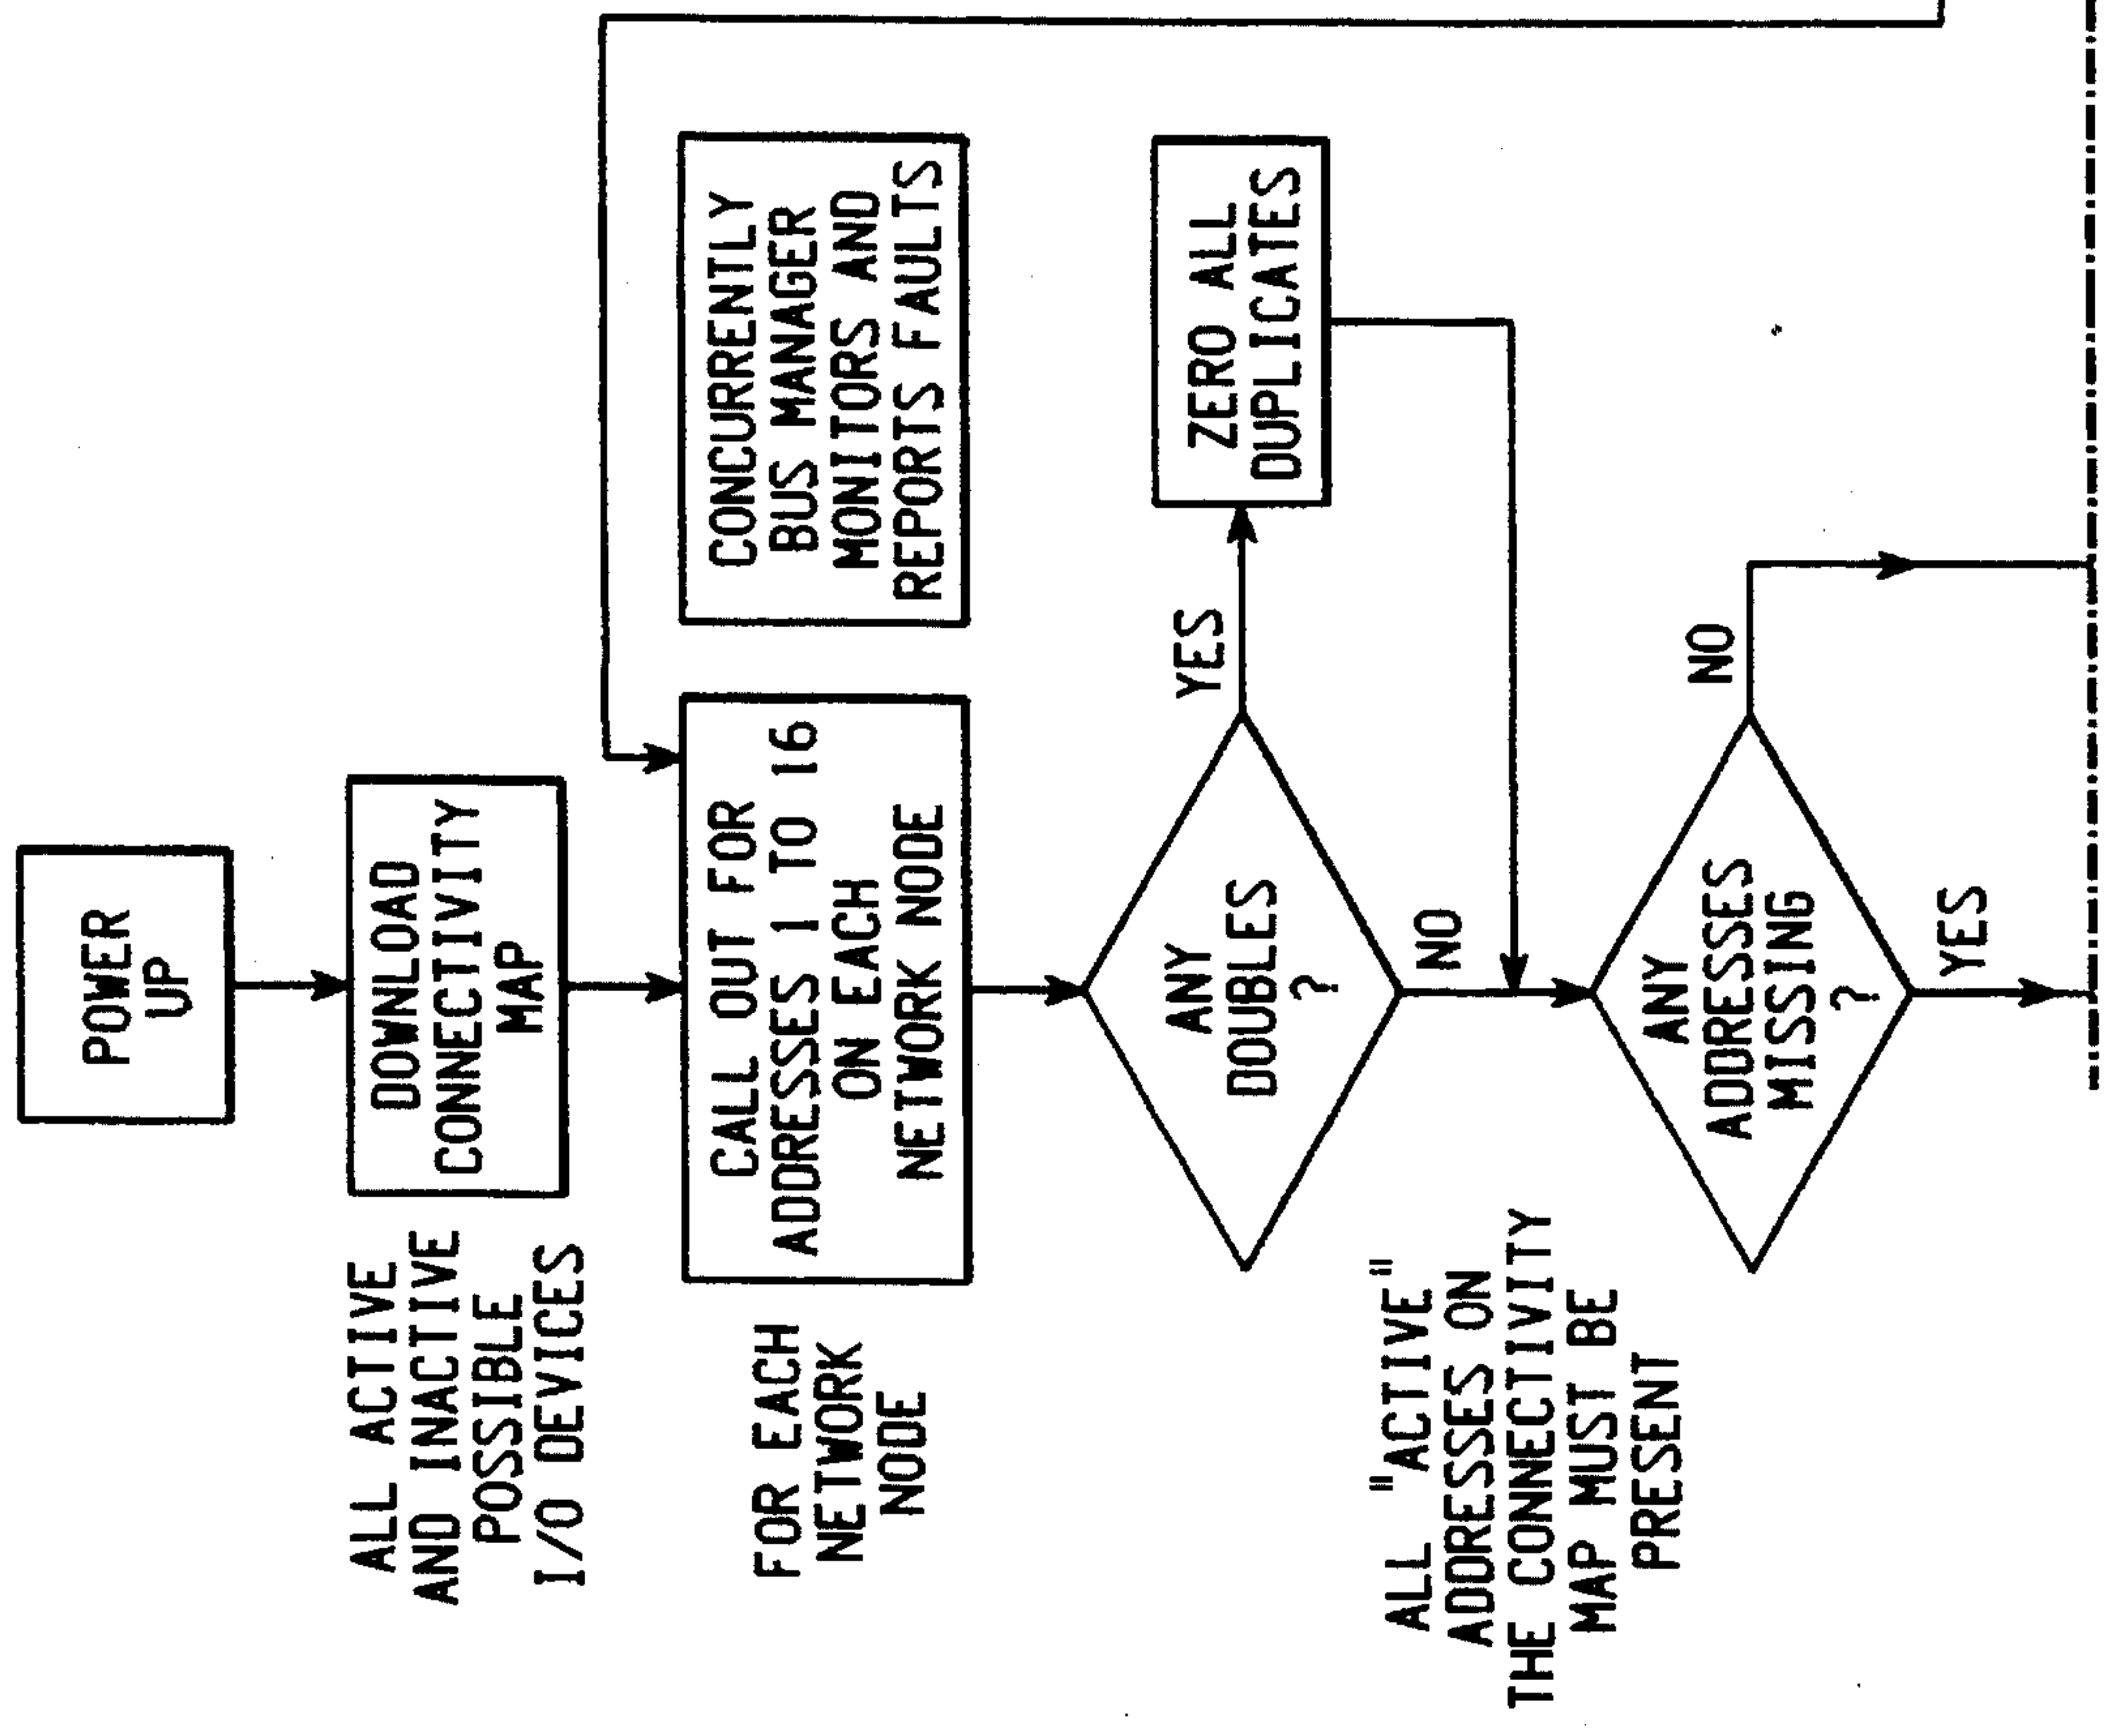 POWER
UP
ALL ACTIVE
AND INACTIVE
POSSIBLE
I/O DEVICES
DOWNLOAD
CONNECTIVITY
MAP
FOR EACH
NETWORK
NODE
CALL OUT FOR
ADDRESSES 1 TO 16
ON EACH
NETWORK NODE
CONCURRENTLY
BUS MANAGER
MONITORS AND
REPORTS FAULTS
ANY
DOUBLES
?
YES
ZERO ALL
DUPLICATES
NO
ALL "ACTIVE"
ADDRESSES ON
THE CONNECTIVITY
MAP MUST BE
PRESENT
ANY
ADDRESSES
MISSING
?
NO
YES